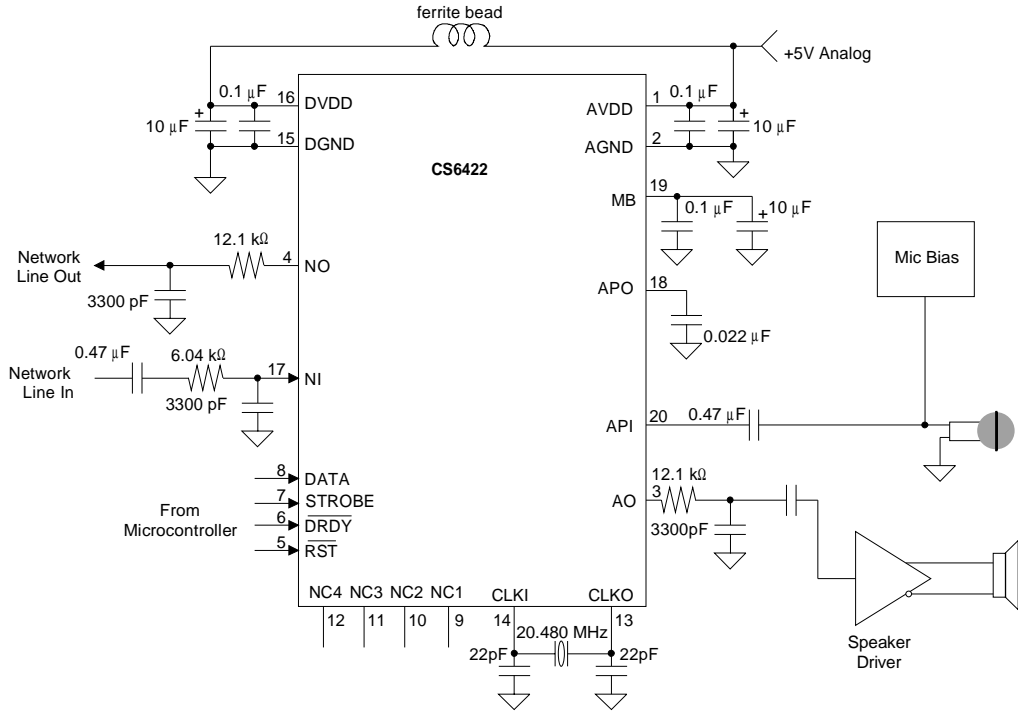 ferrite bead
+5V Analog
0.1 µF
16
DVDD
+
10 µF
15
DGND
1
0.1 µF
AVDD
+
10 µF
2
AGND
CS6422
19
MB
0.1 µF
+
10 µF
12.1 kΩ
4
NO
Network
Line Out
3300 pF
18
APO
0.022 µF
Mic Bias
0.47 µF
6.04 kΩ
17
NI
Network
Line In
3300 pF
20
API
0.47 µF
8
DATA
7
STROBE
6
DRDY
5
RST
From
Microcontroller
12.1 kΩ
3
AO
3300pF
NC4
NC3
NC2
NC1
CLKI
CLKO
12
11
10
9
14
20.480 MHz
13
22pF
22pF
Speaker
Driver